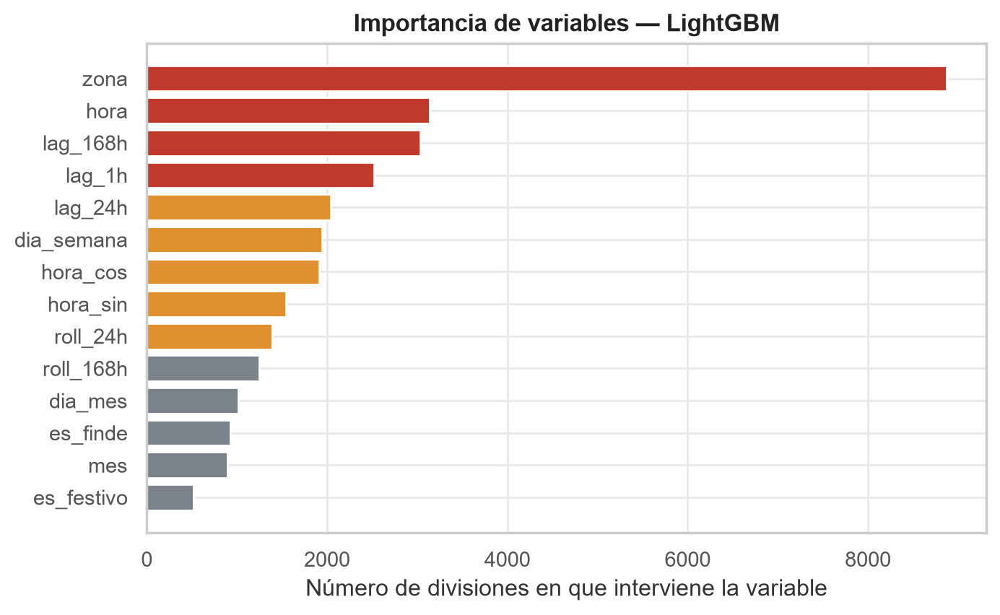 Importancia de variables — LightGBM
zona
hora
lag_168h
lag_1h
lag_24h
dia_semana
hora_cos
hora_sin
roll_24h
roll_168h
dia_mes
es_finde
mes
es_festivo
0 2000 4000 6000 8000
Número de divisiones en que interviene la variable